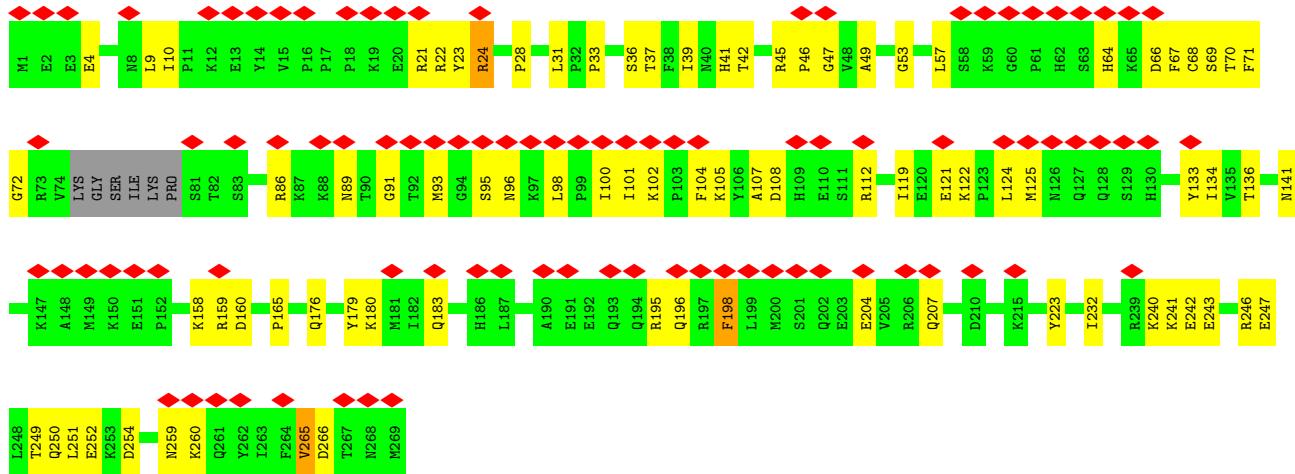 M1 E2 E3 E4 N8 L9 I10 P11 K12 E13 Y14 V15 P16 P17 P18 K19 E20 R21 R22 Y23 R24 P28 L31 P32 P33 S36 T37 F38 I39 N40 H41 T42 R45 P46 G47 V48 A49 G53 L57 S58 K59 G60 P61 H62 S63 H64 K65 D66 F67 C68 S69 T70 F71
G72 R73 V74 LYS GLY SER ILE LYS PRO S81 T82 S83 R86 K87 K88 N89 T90 G91 T92 M93 G94 S95 N96 K97 L98 P99 I100 I101 K102 P103 F104 K105 Y106 A107 D108 H109 E110 S111 R112 I119 E120 E121 K122 P123 L124 M125 N126 Q127 Q128 S129 H130 Y133 I134 V135 T136 N141
K147 A148 M149 K150 E151 P152 K158 R159 D160 P165 Q176 Y179 K180 M181 I182 Q183 H186 L187 A190 E191 E192 Q193 Q194 R195 Q196 R197 F198 L199 M200 S201 Q202 E203 E204 V205 R206 Q207 D210 K215 Y223 I232 R239 K240 K241 E242 E243 R246 E247
L248 T249 Q250 L251 E252 K253 D254 N259 K260 Q261 Y262 I263 F264 V265 D266 T267 N268 M269